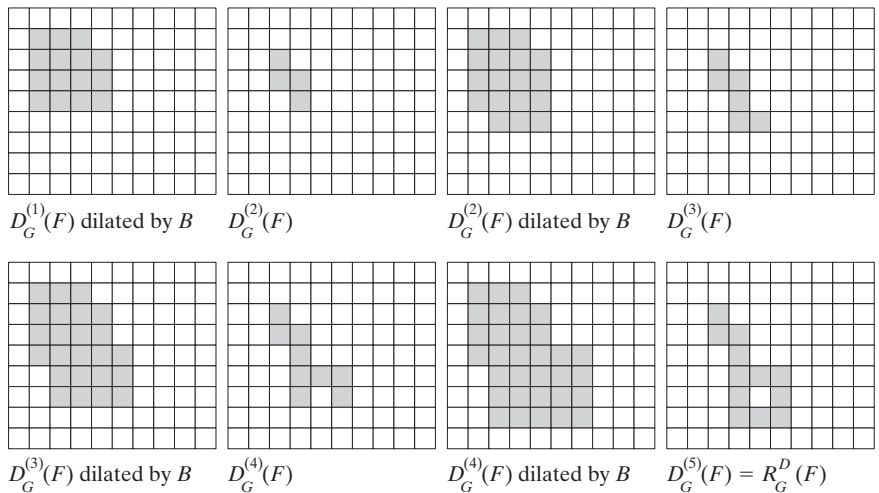 D_G^(1)(F) dilated by B
D_G^(2)(F)
D_G^(2)(F) dilated by B
D_G^(3)(F)
D_G^(3)(F) dilated by B
D_G^(4)(F)
D_G^(4)(F) dilated by B
D_G^(5)(F) = R_G^D(F)